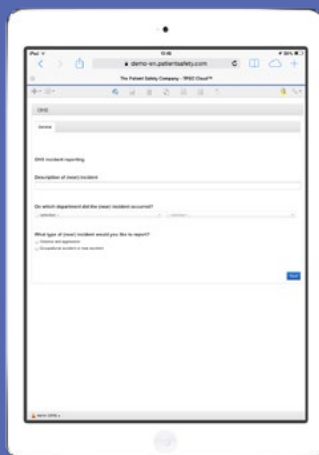 iPad
demo-en.patientsafety.com
The Patient Safety Company - TPSC Cloud™
OHS
General
OHS incident reporting
Description of (near) incident
On which department did the (near) incident occurred?
What type of (near) incident would you like to report?
Violence and aggression
Occupational accident or near accident